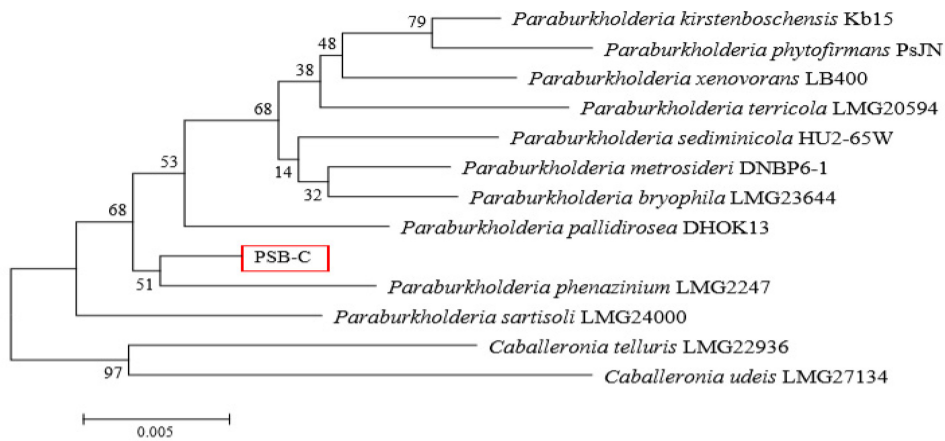 79
Paraburkholderia kirstenboschensis Kb15
48
Paraburkholderia phytofirmans PsJN
38
Paraburkholderia xenovorans LB400
68
Paraburkholderia terricola LMG20594
Paraburkholderia sediminicola HU2-65W
53
14
Paraburkholderia metrosideri DNBP6-1
32
Paraburkholderia bryophila LMG23644
68
Paraburkholderia pallidirosea DHOK13
PSB-C
51
Paraburkholderia phenazinium LMG2247
Paraburkholderia sartisoli LMG24000
Caballeronia telluris LMG22936
97
Caballeronia udeis LMG27134
0.005